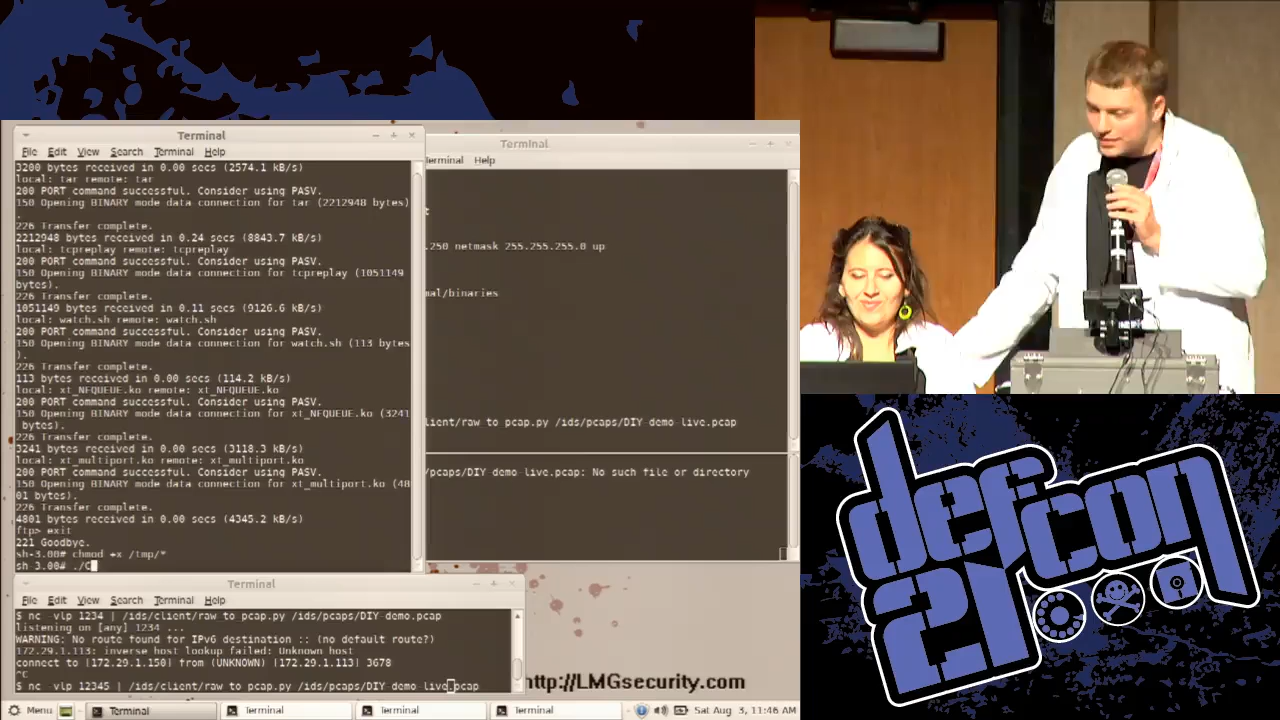 Terminal
File Edit View Search Terminal Help
3200 bytes received in 0.00 secs (2574.1 kB/s)
local: tar remote: tar
200 PORT command successful. Consider using PASV.
150 Opening BINARY mode data connection for tar (2212948 bytes)
.
226 Transfer complete.
2212948 bytes received in 0.24 secs (8843.7 kB/s)
local: tcpreplay remote: tcpreplay
200 PORT command successful. Consider using PASV.
150 Opening BINARY mode data connection for tcpreplay (1051149
bytes).
226 Transfer complete.
1051149 bytes received in 0.11 secs (9126.6 kB/s)
local: watch.sh remote: watch.sh
200 PORT command successful. Consider using PASV.
150 Opening BINARY mode data connection for watch.sh (113 bytes
).
226 Transfer complete.
113 bytes received in 0.00 secs (114.2 kB/s)
local: xt_NFQUEUE.ko remote: xt_NFQUEUE.ko
200 PORT command successful. Consider using PASV.
150 Opening BINARY mode data connection for xt_NFQUEUE.ko (3241
bytes).
226 Transfer complete.
3241 bytes received in 0.00 secs (3118.3 kB/s)
local: xt_multiport.ko remote: xt_multiport.ko
200 PORT command successful. Consider using PASV.
150 Opening BINARY mode data connection for xt_multiport.ko (48
01 bytes).
226 Transfer complete.
4801 bytes received in 0.00 secs (4345.2 kB/s)
ftp> exit
221 Goodbye.
sh-3.00# chmod +x /tmp/*
sh-3.00# ./C
Terminal
Terminal Help
t
.250 netmask 255.255.255.0 up
mal/binaries
lient/raw to pcap.py /ids/pcaps/DIY demo-live.pcap
/pcaps/DIY demo-live.pcap: No such file or directory
Terminal
File Edit View Search Terminal Help
$ nc -vlp 1234 | /ids/client/raw to pcap.py /ids/pcaps/DIY-demo.pcap
listening on [any] 1234 ...
WARNING: No route found for IPv6 destination :: (no default route?)
172.29.1.113: inverse host lookup failed: Unknown host
connect to [172.29.1.150] from (UNKNOWN) [172.29.1.113] 3678
^C
$ nc -vlp 12345 | /ids/client/raw to pcap.py /ids/pcaps/DIY demo-live.pcap
http://LMGsecurity.com
Menu Terminal Terminal Terminal Terminal Sat Aug 3, 11:46 AM
defcon
21